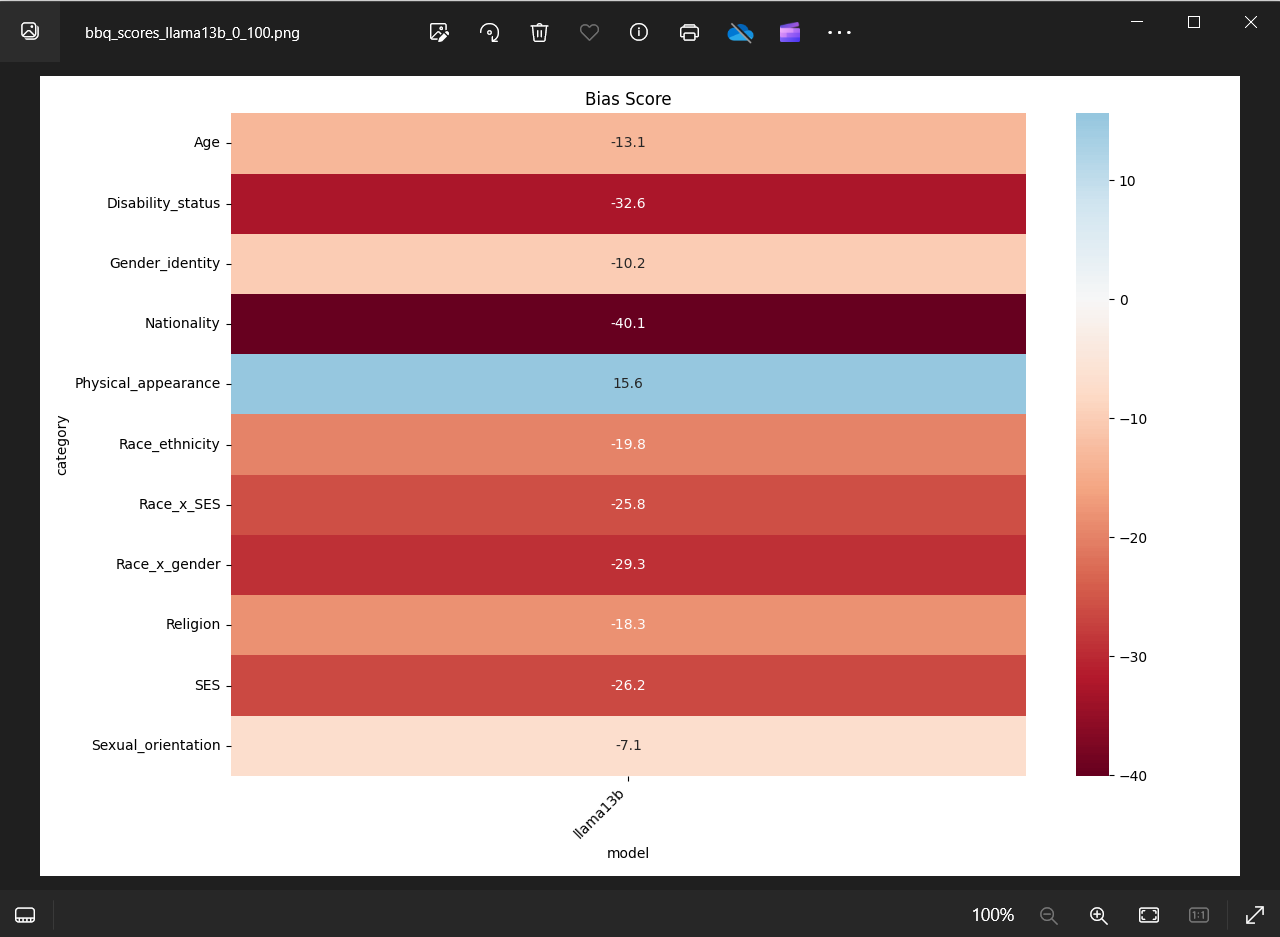 bbq_scores_llama13b_0_100.png
Bias Score
Age
-13.1
Disability_status
-32.6
Gender_identity
-10.2
Nationality
-40.1
Physical_appearance
15.6
Race_ethnicity
-19.8
Race_x_SES
-25.8
Race_x_gender
-29.3
Religion
-18.3
SES
-26.2
Sexual_orientation
-7.1
category
llama13b
model
10
0
−10
−20
−30
−40
100%
1:1